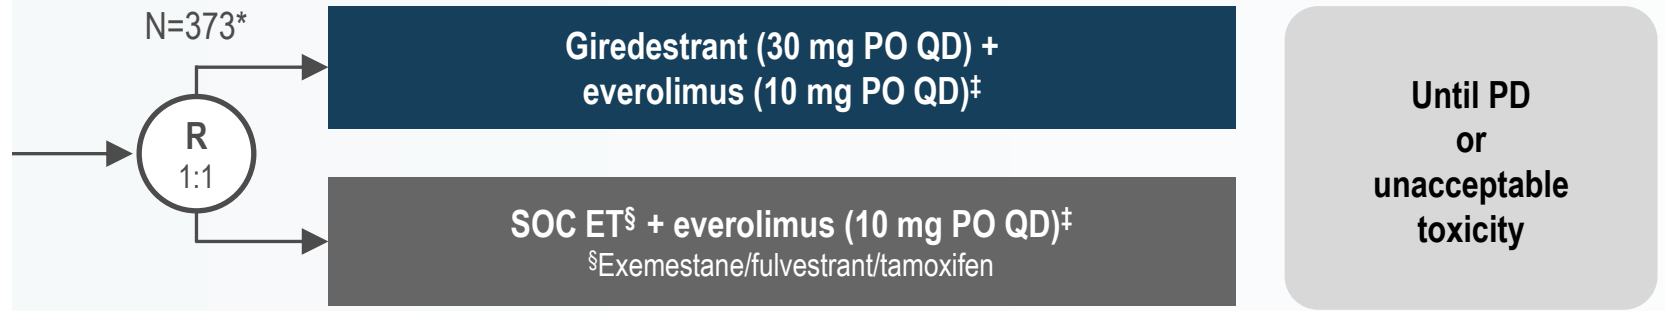 N=373*
R
1:1
Giredestrant (30 mg PO QD) +
everolimus (10 mg PO QD)‡
SOC ET§ + everolimus (10 mg PO QD)‡
§Exemestane/fulvestrant/tamoxifen
Until PD
or
unacceptable
toxicity